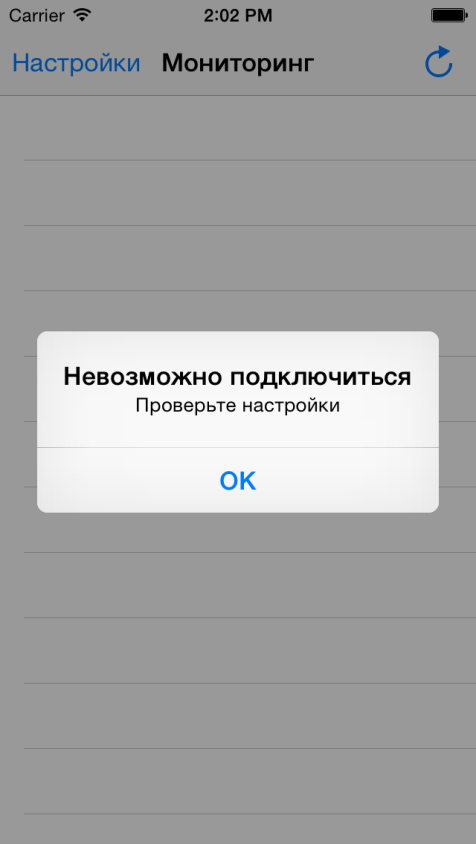 Carrier 2:02 PM
Настройки Мониторинг
Невозможно подключиться
Проверьте настройки
OK